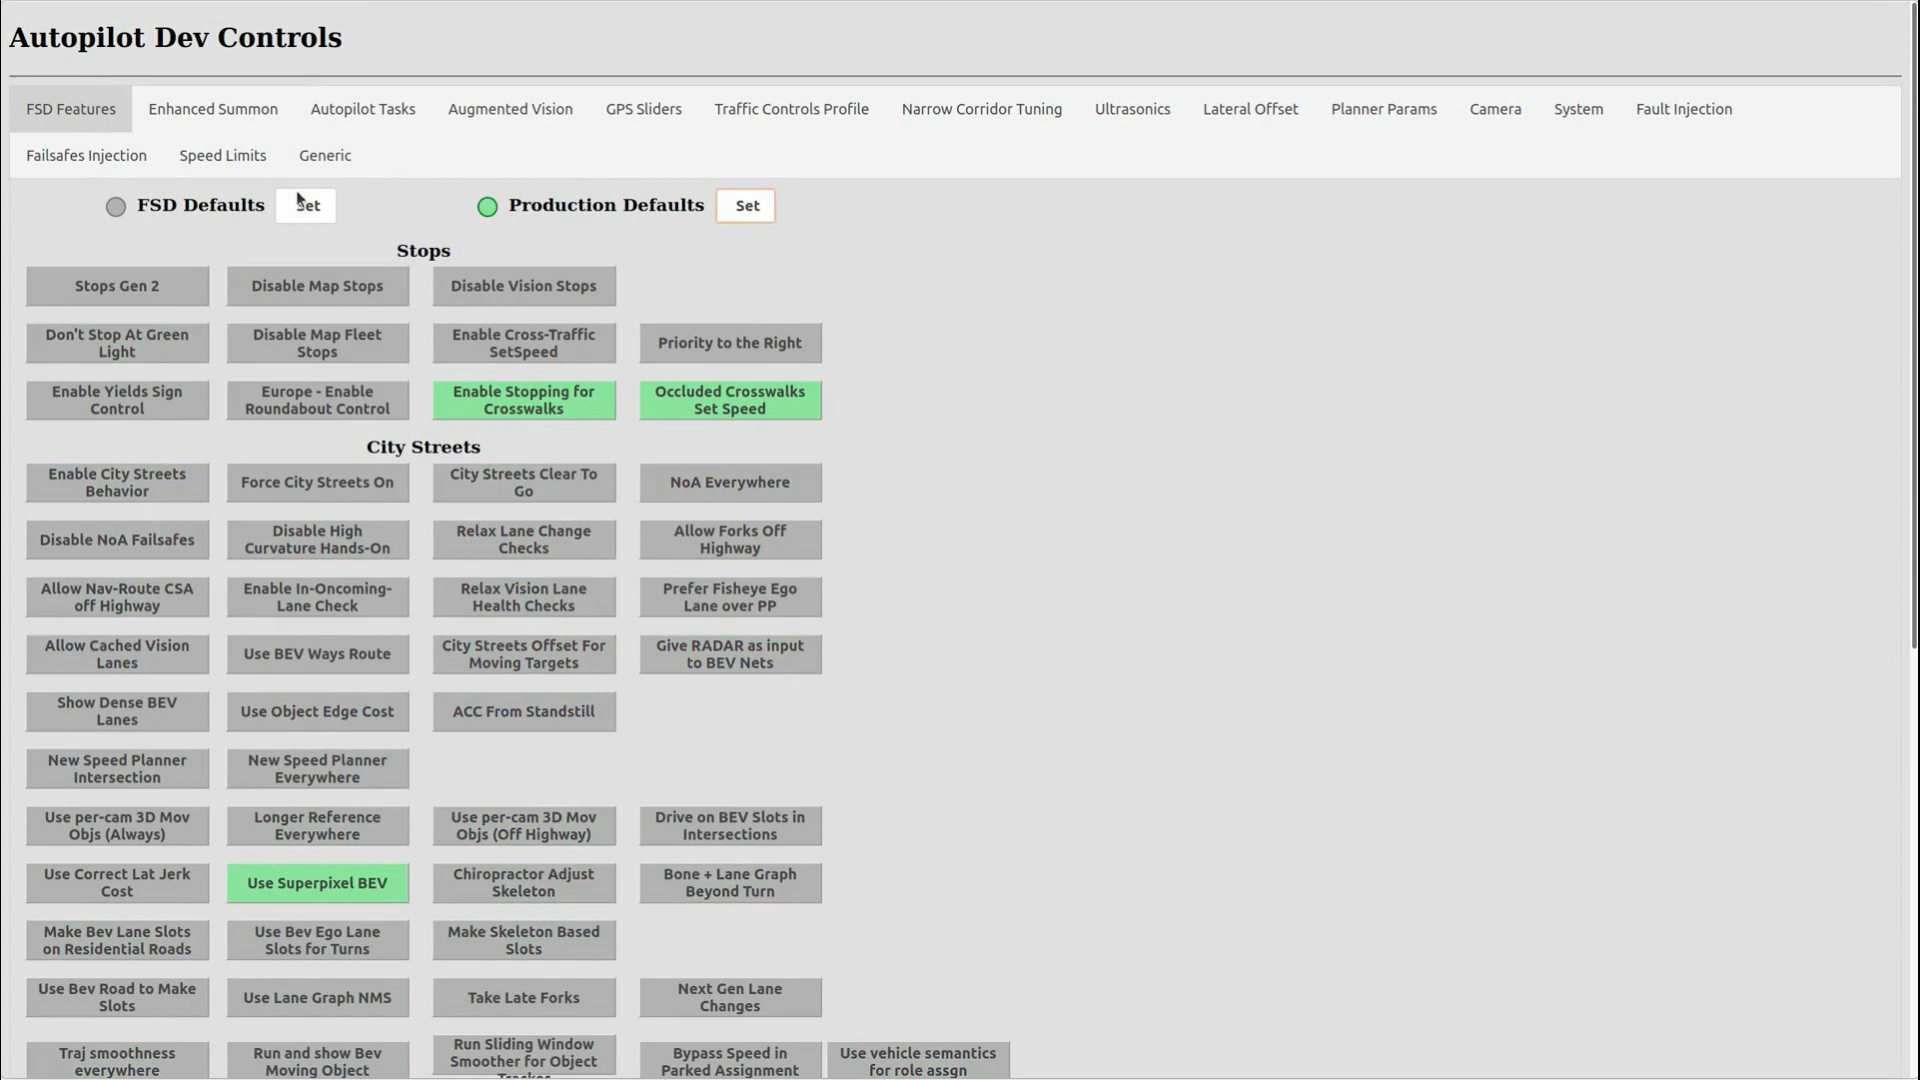 Autopilot Dev Controls
FSD Features Enhanced Summon Autopilot Tasks Augmented Vision GPS Sliders Traffic Controls Profile Narrow Corridor Tuning Ultrasonics Lateral Offset Planner Params Camera System Fault Injection
Failsafes Injection Speed Limits Generic
FSD Defaults Set Production Defaults Set
Stops
Stops Gen 2
Disable Map Stops
Disable Vision Stops
Don't Stop At Green
Light
Disable Map Fleet
Stops
Enable Cross-Traffic
SetSpeed
Priority to the Right
Enable Yields Sign
Control
Europe - Enable
Roundabout Control
Enable Stopping for
Crosswalks
Occluded Crosswalks
Set Speed
City Streets
Enable City Streets
Behavior
Force City Streets On
City Streets Clear To
Go
NoA Everywhere
Disable NoA Failsafes
Disable High
Curvature Hands-On
Relax Lane Change
Checks
Allow Forks Off
Highway
Allow Nav-Route CSA
off Highway
Enable In-Oncoming-
Lane Check
Relax Vision Lane
Health Checks
Prefer Fisheye Ego
Lane over PP
Allow Cached Vision
Lanes
Use BEV Ways Route
City Streets Offset For
Moving Targets
Give RADAR as input
to BEV Nets
Show Dense BEV
Lanes
Use Object Edge Cost
ACC From Standstill
New Speed Planner
Intersection
New Speed Planner
Everywhere
Use per-cam 3D Mov
Objs (Always)
Longer Reference
Everywhere
Use per-cam 3D Mov
Objs (Off Highway)
Drive on BEV Slots in
Intersections
Use Correct Lat Jerk
Cost
Use Superpixel BEV
Chiropractor Adjust
Skeleton
Bone + Lane Graph
Beyond Turn
Make Bev Lane Slots
on Residential Roads
Use Bev Ego Lane
Slots for Turns
Make Skeleton Based
Slots
Use Bev Road to Make
Slots
Use Lane Graph NMS
Take Late Forks
Next Gen Lane
Changes
Traj smoothness
everywhere
Run and show Bev
Moving Object
Run Sliding Window
Smoother for Object
Tracker
Bypass Speed in
Parked Assignment
Use vehicle semantics
for role assgn